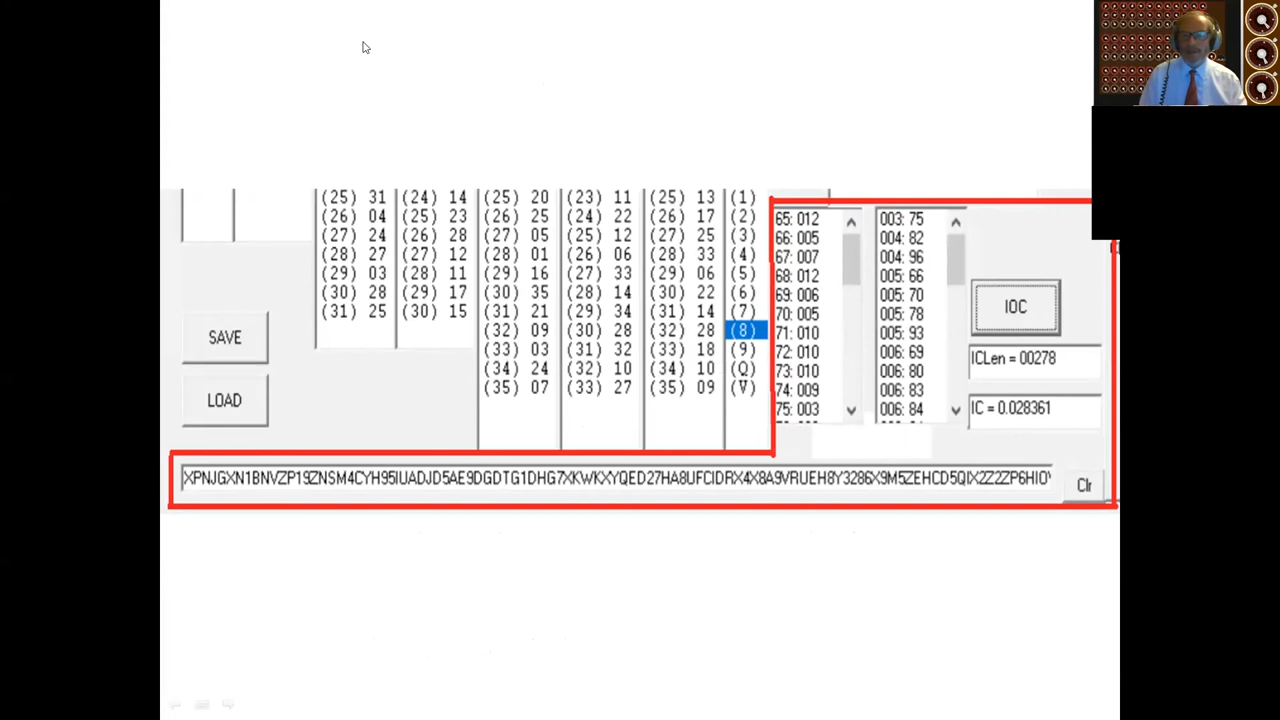 (25) 31 (24) 14 (25) 20 (23) 11 (25) 13 (1)
(26) 04 (25) 23 (26) 25 (24) 22 (26) 17 (2)
(27) 24 (26) 28 (27) 05 (25) 12 (27) 25 (3)
(28) 27 (27) 12 (28) 01 (26) 06 (28) 33 (4)
(29) 03 (28) 11 (29) 16 (27) 33 (29) 06 (5)
(30) 28 (29) 17 (30) 35 (28) 14 (30) 22 (6)
(31) 25 (30) 15 (31) 21 (29) 34 (31) 14 (7)
(32) 09 (30) 28 (32) 28 (8)
(33) 03 (31) 32 (33) 18 (9)
(34) 24 (32) 10 (34) 10 (Q)
(35) 07 (33) 27 (35) 09 (V)
65: 012 003: 75
66: 005 004: 82
67: 007 004: 96
68: 012 005: 66
69: 006 005: 70
70: 005 005: 78
71: 010 005: 93
72: 010 006: 69
73: 010 006: 80
74: 009 006: 83
75: 003 006: 84
IOC
ICLen = 00278
IC = 0.028361
SAVE
LOAD
XPNJGXN1BNVZP19ZNSM4CYH95IUADJD5AE9DGDTG1DHG7XKWKXYQED27HA8UFCIDRX4X8A9VRUEH8Y3286X9M5ZEHCD5QIX2Z2ZP6HIO
Clr